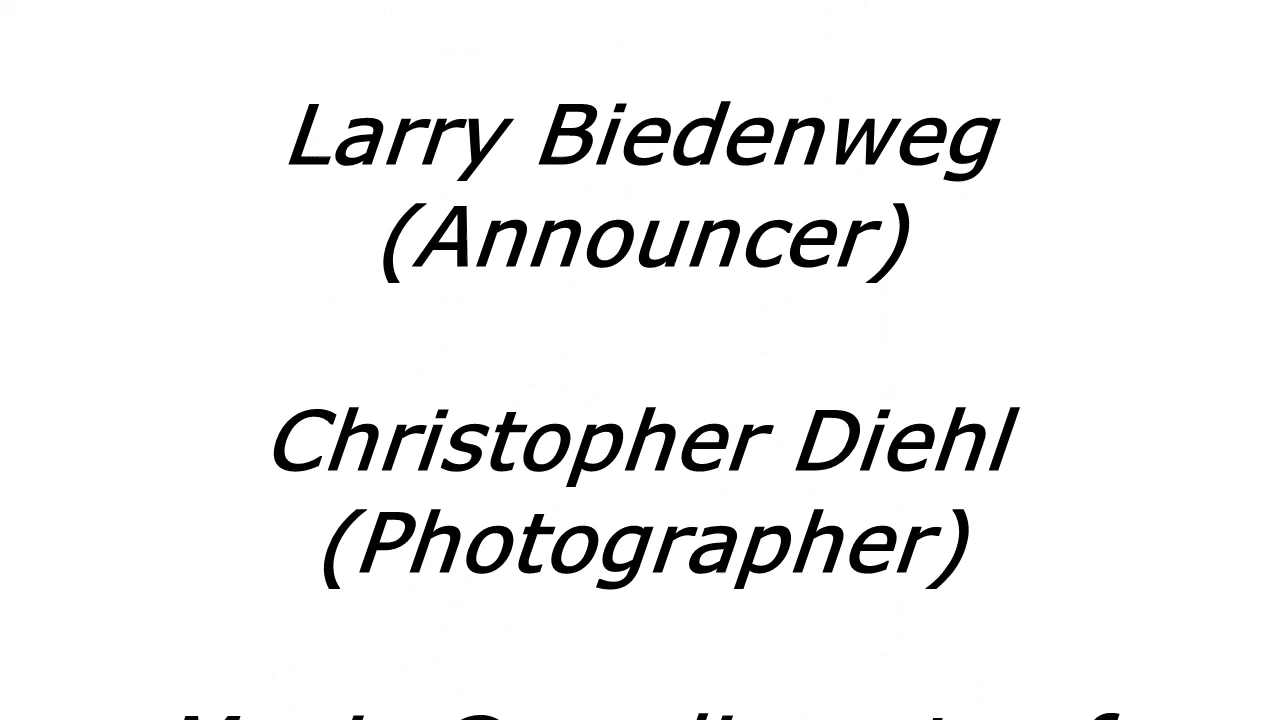 Larry Biedenweg
(Announcer)
Christopher Diehl
(Photographer)